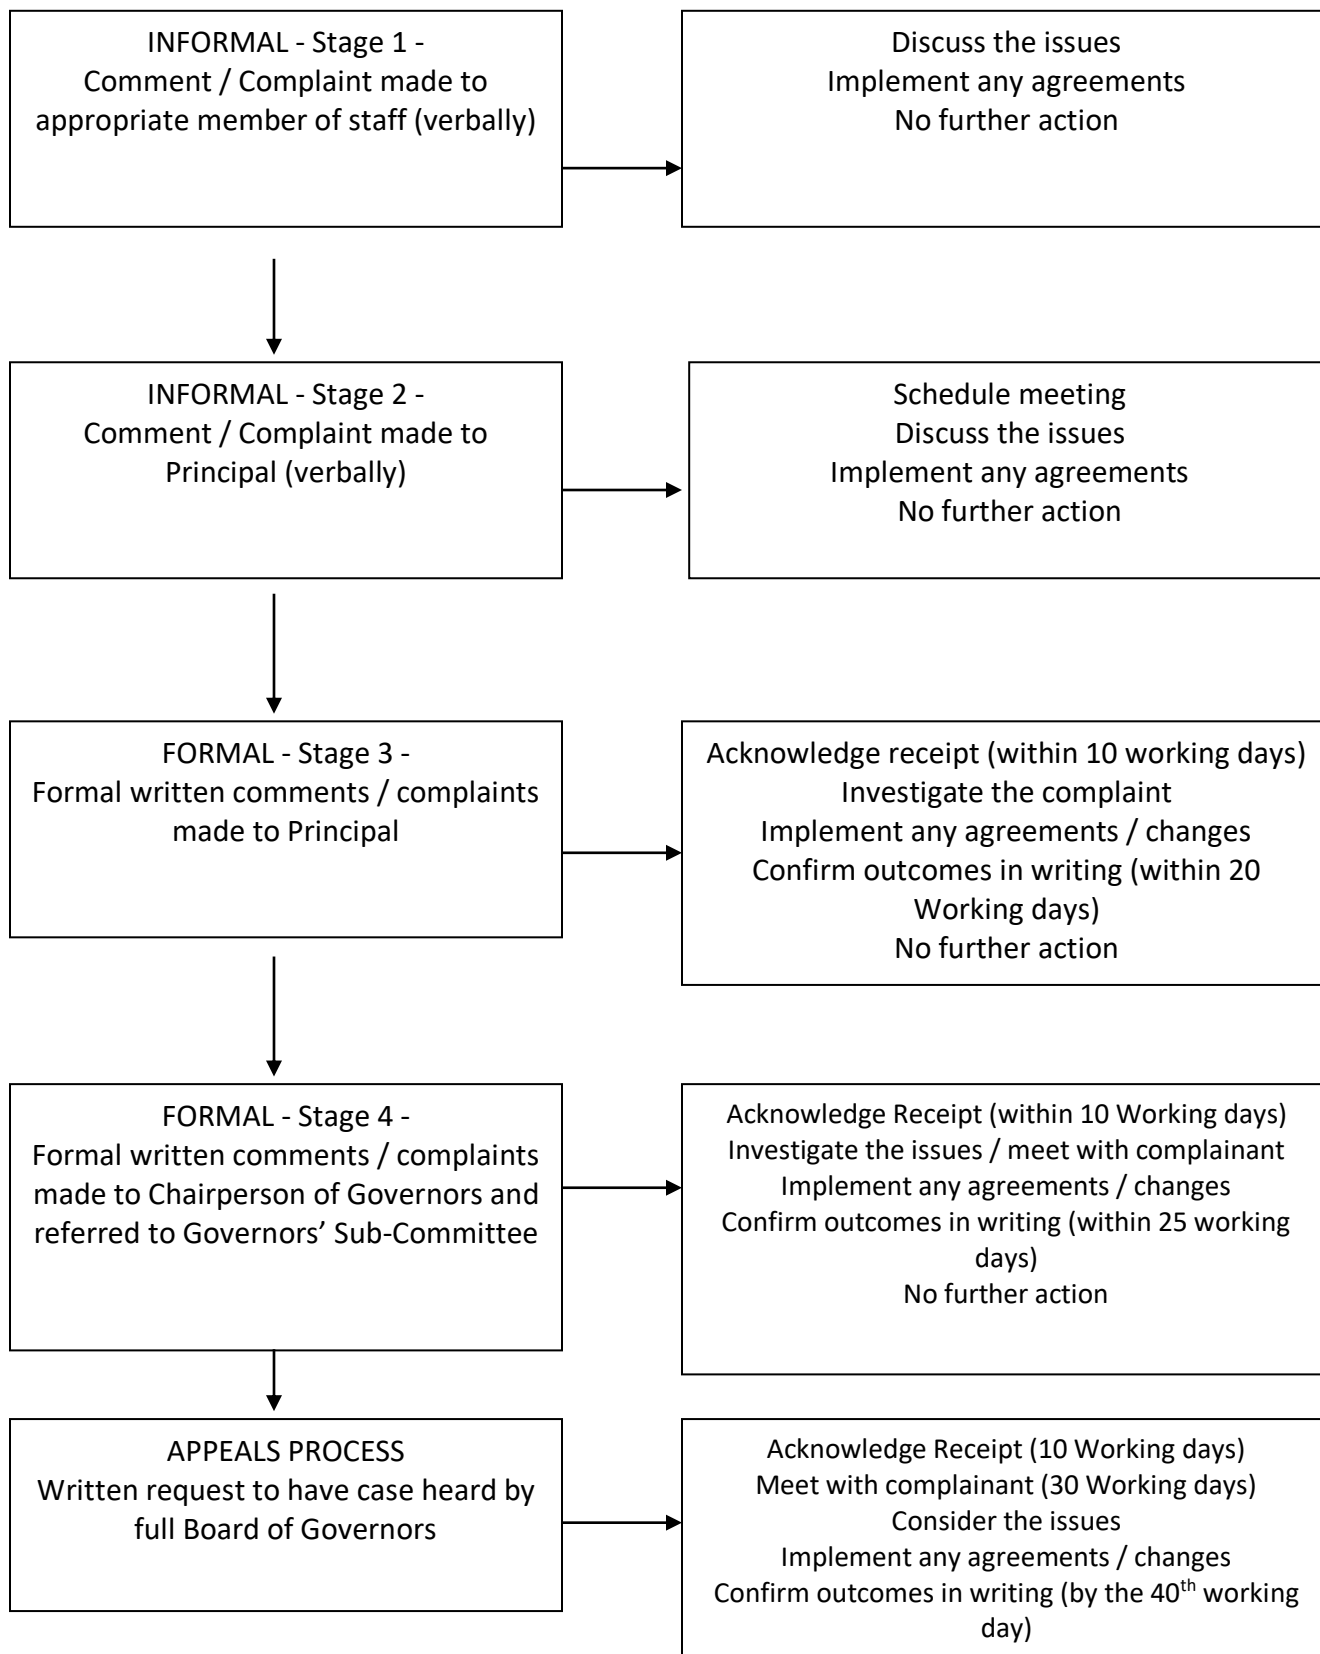 INFORMAL - Stage 1 -
Comment / Complaint made to
appropriate member of staff (verbally)
Discuss the issues
Implement any agreements
No further action
INFORMAL - Stage 2 -
Comment / Complaint made to
Principal (verbally)
Schedule meeting
Discuss the issues
Implement any agreements
No further action
FORMAL - Stage 3 -
Formal written comments / complaints
made to Principal
Acknowledge receipt (within 10 working days)
Investigate the complaint
Implement any agreements / changes
Confirm outcomes in writing (within 20
Working days)
No further action
FORMAL - Stage 4 -
Formal written comments / complaints
made to Chairperson of Governors and
referred to Governors’ Sub-Committee
Acknowledge Receipt (within 10 Working days)
Investigate the issues / meet with complainant
Implement any agreements / changes
Confirm outcomes in writing (within 25 working
days)
No further action
APPEALS PROCESS
Written request to have case heard by
full Board of Governors
Acknowledge Receipt (10 Working days)
Meet with complainant (30 Working days)
Consider the issues
Implement any agreements / changes
Confirm outcomes in writing (by the 40th working
day)